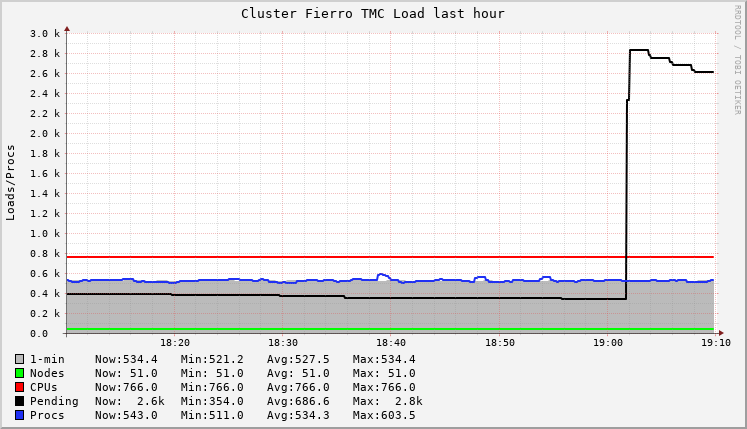 Cluster Fierro TMC Load last hour
RRDTOOL / TOBI OETIKER
Loads/Procs
3.0 k
2.8 k
2.6 k
2.4 k
2.2 k
2.0 k
1.8 k
1.6 k
1.4 k
1.2 k
1.0 k
0.8 k
0.6 k
0.4 k
0.2 k
0.0
18:20 18:30 18:40 18:50 19:00 19:10
1-min Now:534.4 Min:521.2 Avg:527.5 Max:534.4
Nodes Now: 51.0 Min: 51.0 Avg: 51.0 Max: 51.0
CPUs Now:766.0 Min:766.0 Avg:766.0 Max:766.0
Pending Now: 2.6k Min:354.0 Avg:686.6 Max: 2.8k
Procs Now:543.0 Min:511.0 Avg:534.3 Max:603.5